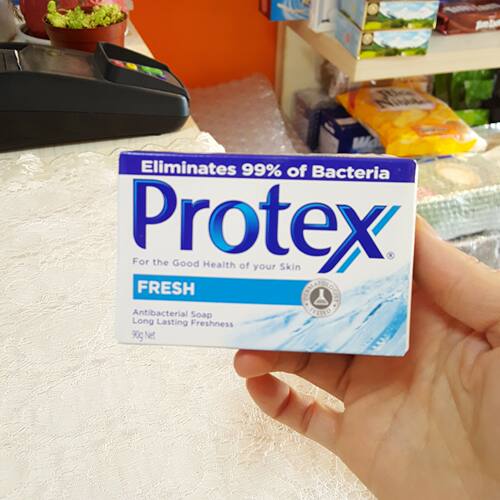 Eliminates 99% of Bacteria
Protex®
For the Good Health of your Skin
FRESH
Antibacterial Soap
Long Lasting Freshness
90g Net